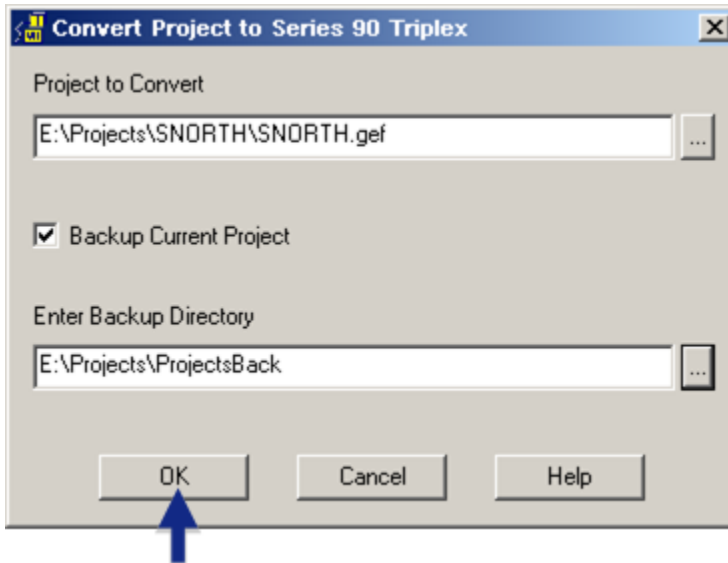 Convert Project to Series 90 Triplex
Project to Convert
E:\Projects\SNORTH\SNORTH.gef
...
Backup Current Project
Enter Backup Directory
E:\Projects\ProjectsBack
...
OK Cancel Help